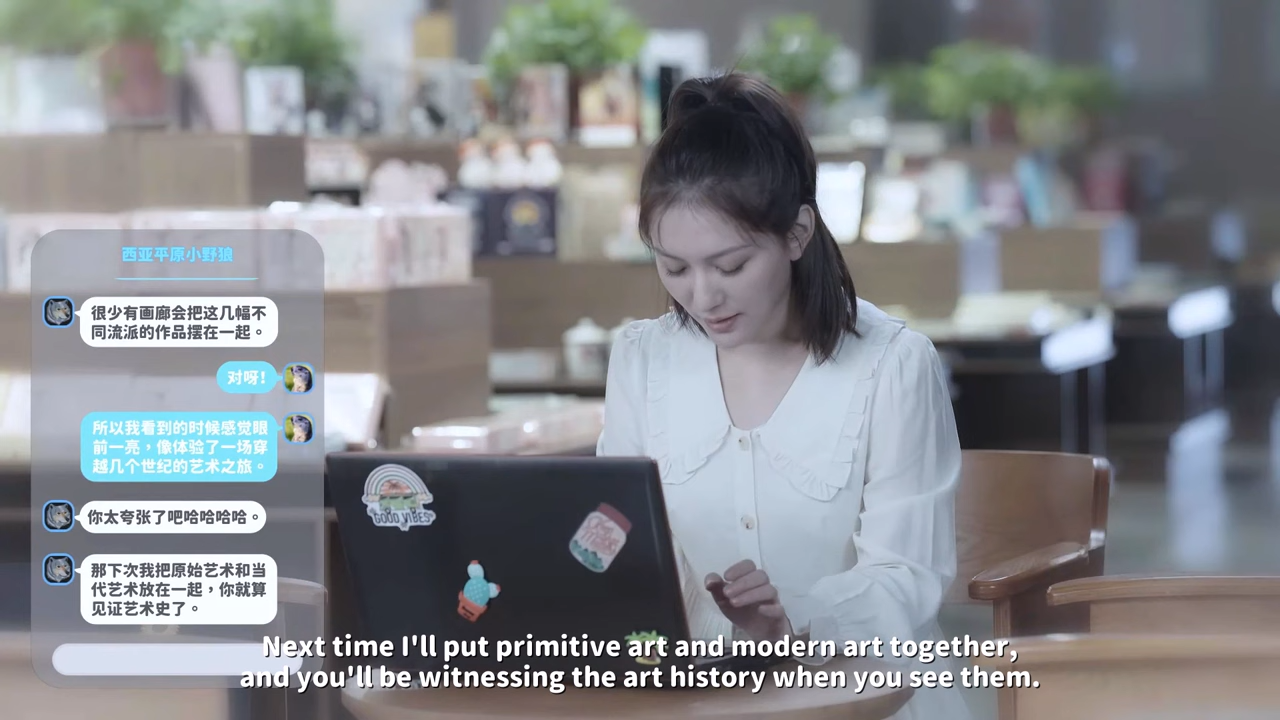 西亚平原小野狼
很少有画廊会把这几幅不
同流派的作品摆在一起。
对呀!
所以我看到的时候感觉眼
前一亮，像体验了一场穿
越几个世纪的艺术之旅。
你太夸张了吧哈哈哈哈。
那下次我把原始艺术和当
代艺术放在一起，你就算
见证艺术史了。
GOOD VIBES
Next time I'll put primitive art and modern art together,
and you'll be witnessing the art history when you see them.